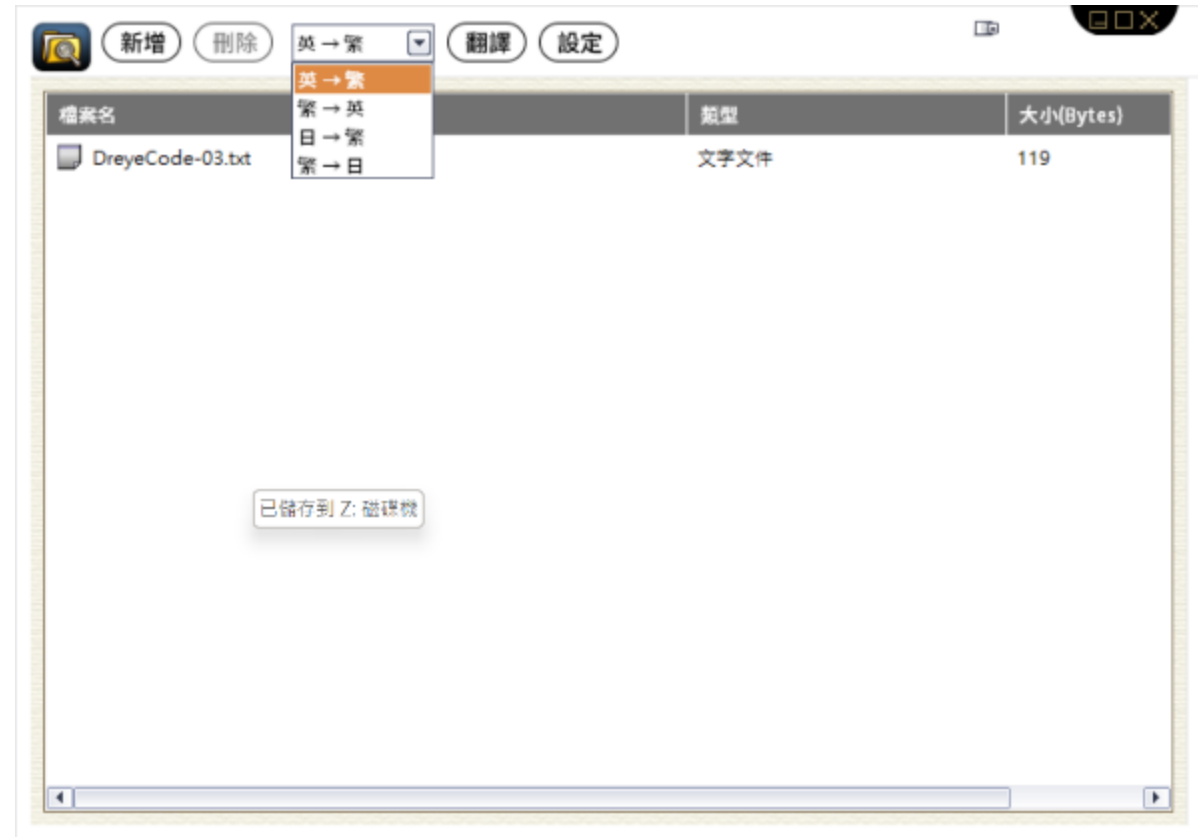 新增 刪除 英→繁 翻譯 設定
英→繁
繁→英
日→繁
繁→日
檔案名 類型 大小(Bytes)
DreyeCode-03.txt 文字文件 119
已儲存到 Z: 磁碟機